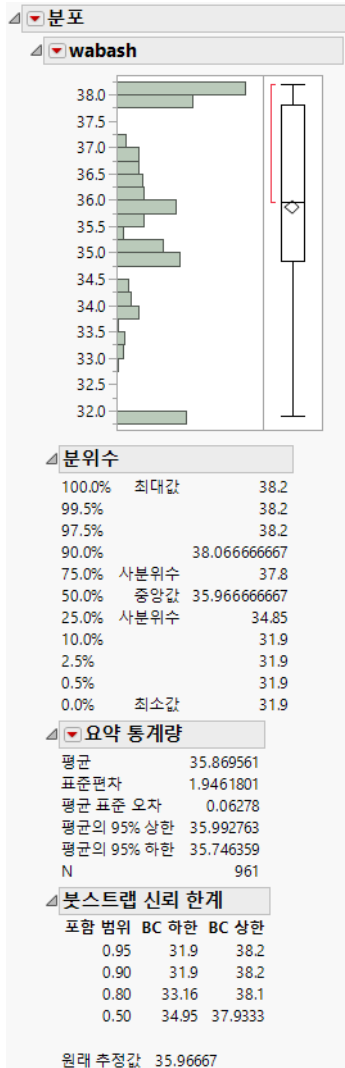 분포
wabash
38.0
37.5
37.0
36.5
36.0
35.5
35.0
34.5
34.0
33.5
33.0
32.5
32.0
분위수
100.0% 최대값 38.2
99.5% 38.2
97.5% 38.2
90.0% 38.066666667
75.0% 사분위수 37.8
50.0% 중앙값 35.966666667
25.0% 사분위수 34.85
10.0% 31.9
2.5% 31.9
0.5% 31.9
0.0% 최소값 31.9
요약 통계량
평균 35.869561
표준편차 1.9461801
평균 표준 오차 0.06278
평균의 95% 상한 35.992763
평균의 95% 하한 35.746359
N 961
붓스트랩 신뢰 한계
포함 범위 BC 하한 BC 상한
0.95 31.9 38.2
0.90 31.9 38.2
0.80 33.16 38.1
0.50 34.95 37.9333
원래 추정값 35.96667